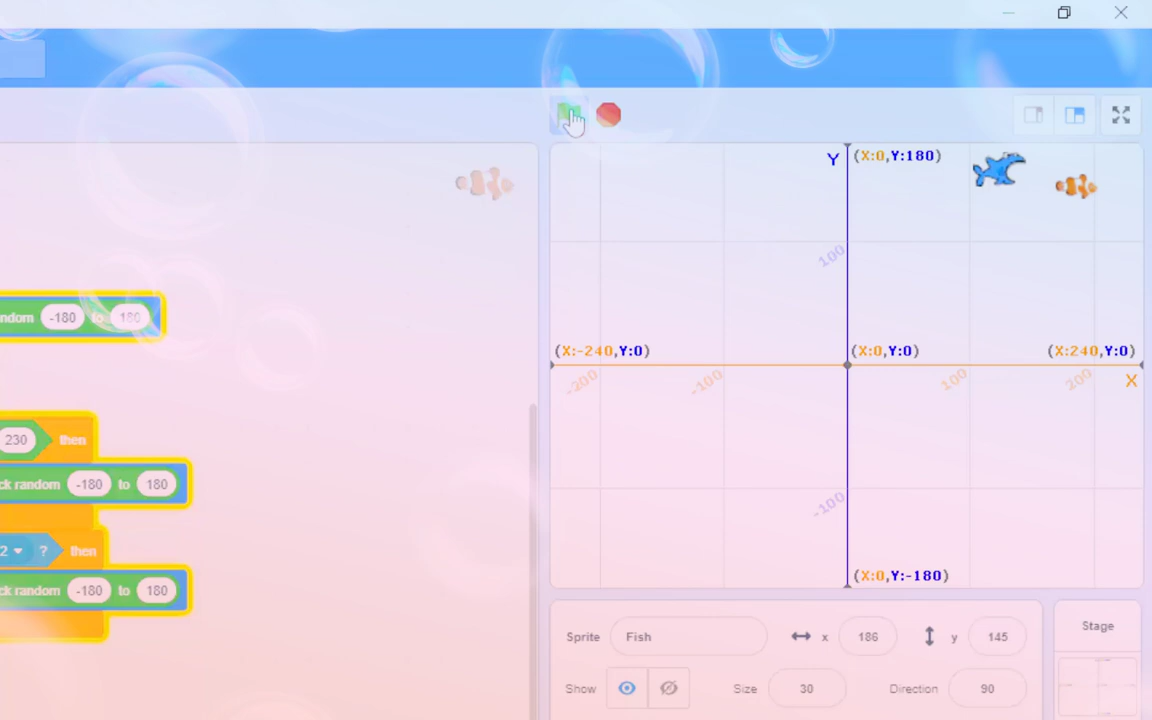 Y (X:0,Y:180)
100
ndom -180 to 180
(X:-240,Y:0) (X:0,Y:0) (X:240,Y:0)
-200 -100 100 200 X
230 then
ck random -180 to 180
-100
2 ? then
(X:0,Y:-180)
ck random -180 to 180
Sprite Fish x 186 y 145 Stage
Show Size 30 Direction 90